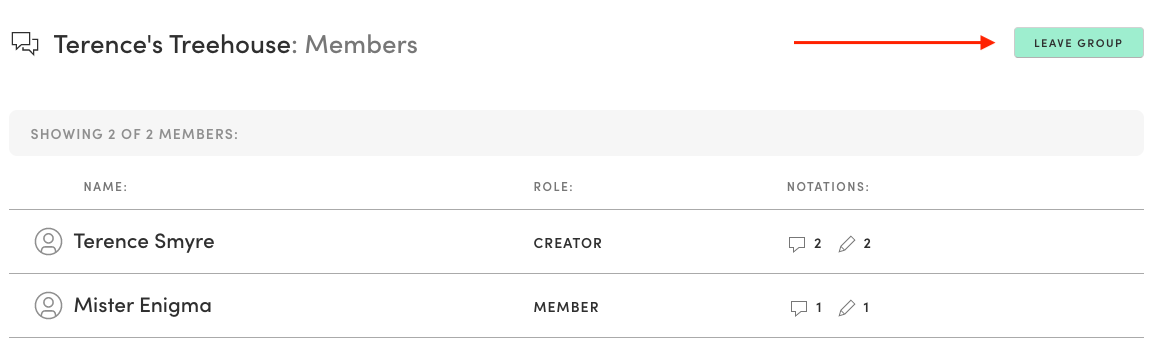 Terence's Treehouse: Members
LEAVE GROUP
SHOWING 2 OF 2 MEMBERS:
NAME: ROLE: NOTATIONS:
Terence Smyre CREATOR 2 2
Mister Enigma MEMBER 1 1